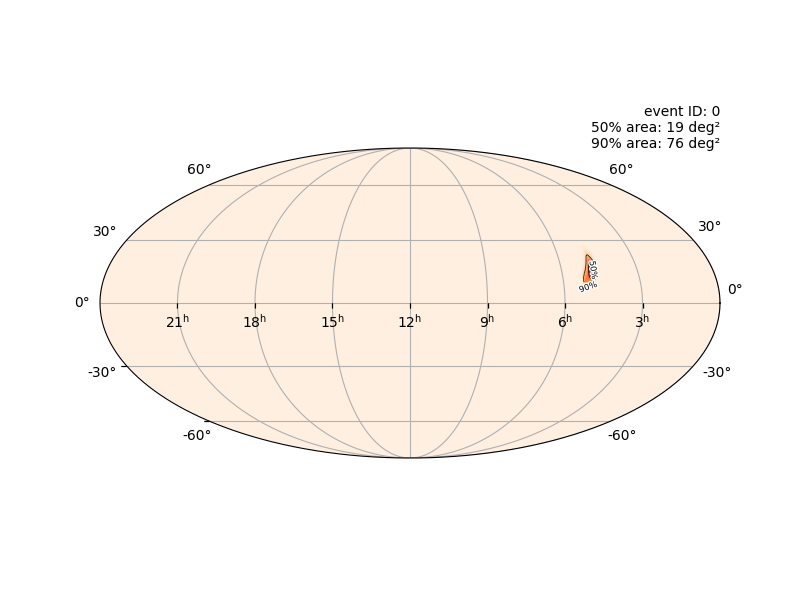 event ID: 0
50% area: 19 deg²
90% area: 76 deg²
60° 60°
30° 30°
50%
90%
0° 0°
21h 18h 15h 12h 9h 6h 3h
-30° -30°
-60° -60°